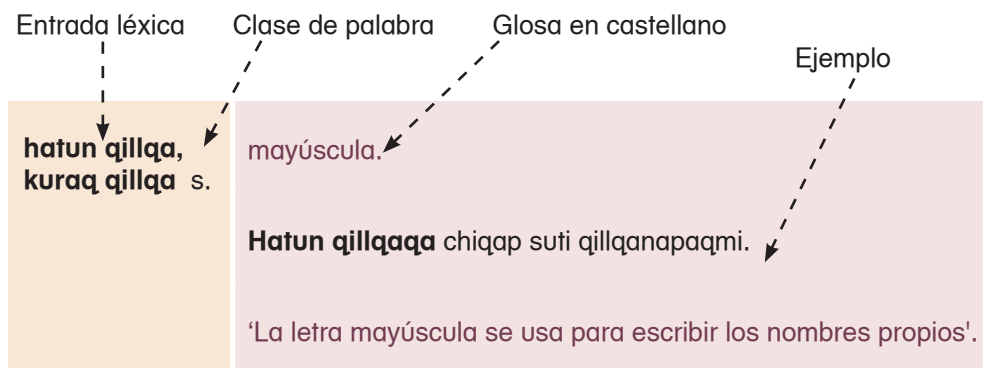 Entrada léxica
Clase de palabra
Glosa en castellano
Ejemplo
hatun qillqa,
kuraq qillqa s.
mayúscula.
Hatun qillqaqa chiqap suti qillqanapaqmi.
‘La letra mayúscula se usa para escribir los nombres propios'.